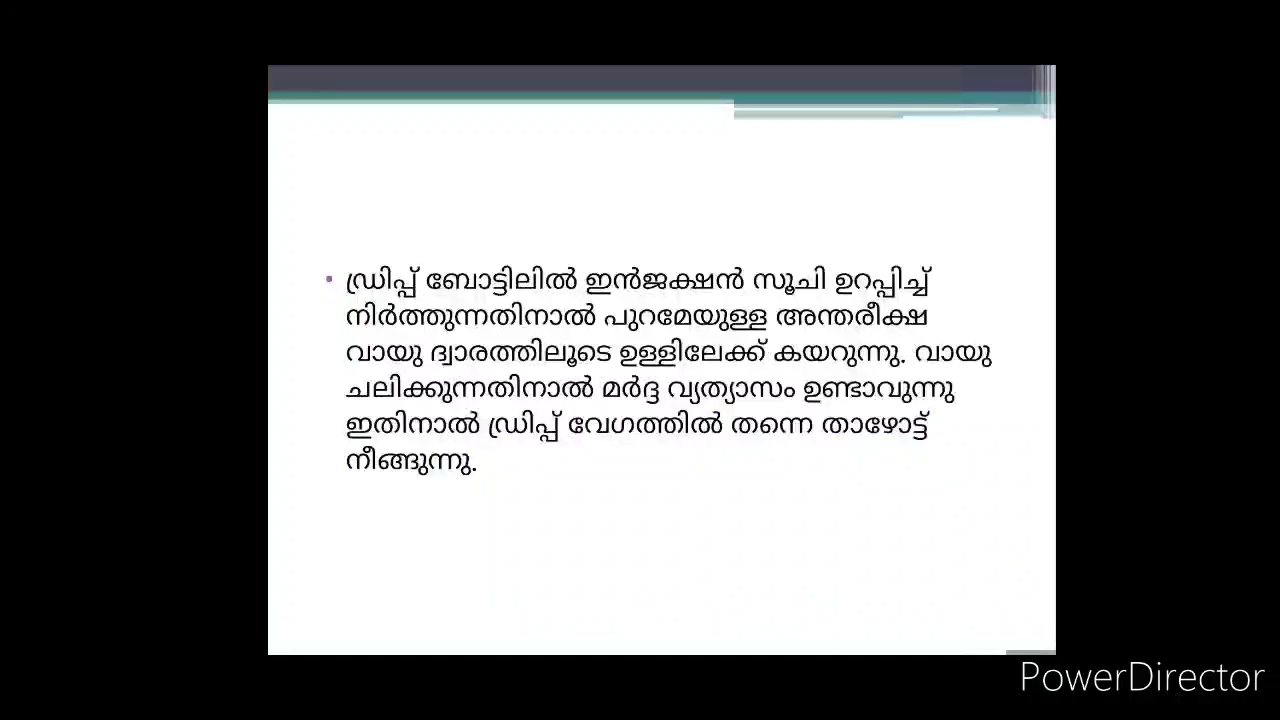 • ഡ്രിപ്പ് ബോട്ടിലിൽ ഇൻജക്ഷൻ സൂചി ഉറപ്പിച്ച്
നിർത്തുന്നതിനാൽ പുറമേയുള്ള അന്തരീക്ഷ
വായു ദ്വാരത്തിലൂടെ ഉള്ളിലേക്ക് കയറുന്നു. വായു
ചലിക്കുന്നതിനാൽ മർദ്ദ വ്യത്യാസം ഉണ്ടാവുന്നു
ഇതിനാൽ ഡ്രിപ്പ് വേഗത്തിൽ തന്നെ താഴോട്ട്
നീങ്ങുന്നു.
PowerDirector